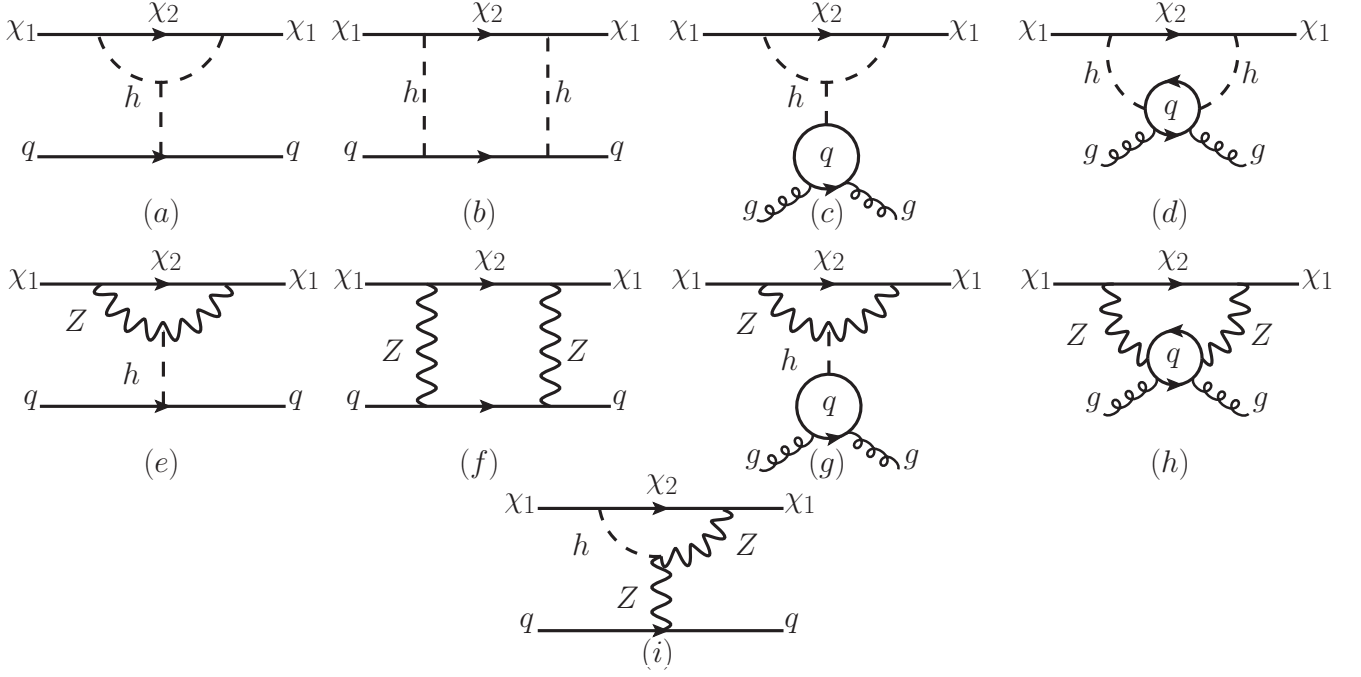 χ₁ χ₂ χ₁ χ₁ χ₂ χ₁ χ₁ χ₂ χ₁ χ₁ χ₂ χ₁
h h h h h h
q q q q q q
g g g g
(a) (b) (c) (d)
χ₁ χ₂ χ₁ χ₁ χ₂ χ₁ χ₁ χ₂ χ₁ χ₁ χ₂ χ₁
Z Z Z Z Z Z
h h
q q q q q q
g g g g
(e) (f) (g) (h)
χ₁ χ₂ χ₁
h Z
Z
q q
(i)